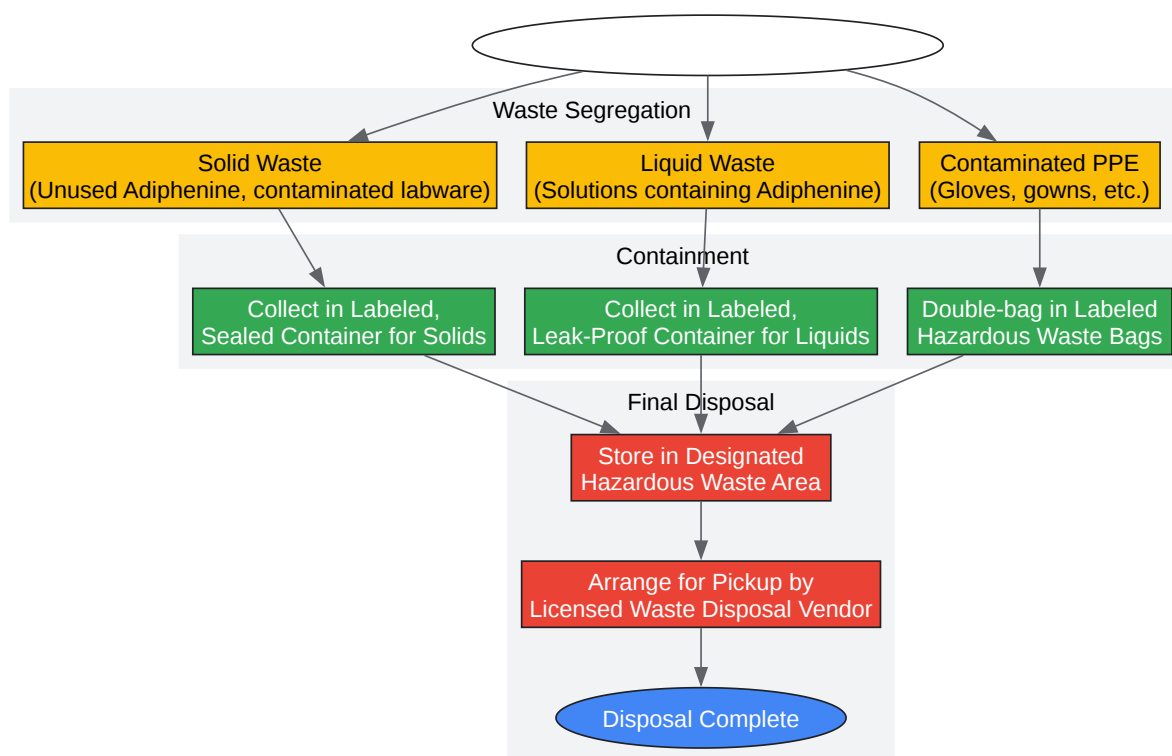 Waste Segregation
Solid Waste
(Unused Adiphenine, contaminated labware)
Liquid Waste
(Solutions containing Adiphenine)
Contaminated PPE
(Gloves, gowns, etc.)
Containment
Collect in Labeled,
Sealed Container for Solids
Collect in Labeled,
Leak-Proof Container for Liquids
Double-bag in Labeled
Hazardous Waste Bags
Final Disposal
Store in Designated
Hazardous Waste Area
Arrange for Pickup by
Licensed Waste Disposal Vendor
Disposal Complete